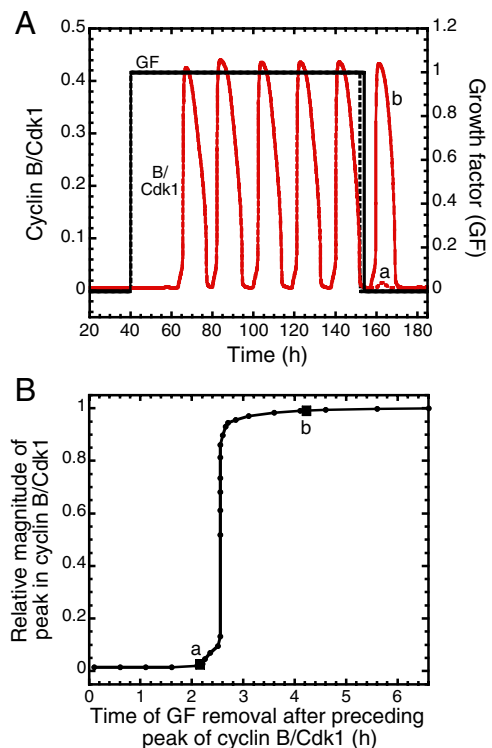 A
0.5
0.4
0.3
0.2
0.1
0
Cyclin B/Cdk1
GF
B/
Cdk1
b
a
1.2
1
0.8
0.6
0.4
0.2
0
Growth factor (GF)
20 40 60 80 100 120 140 160 180
Time (h)
B
1
0.8
0.6
0.4
0.2
0
Relative magnitude of
peak in cyclin B/Cdk1
a
b
0 1 2 3 4 5 6
Time of GF removal after preceding
peak of cyclin B/Cdk1 (h)